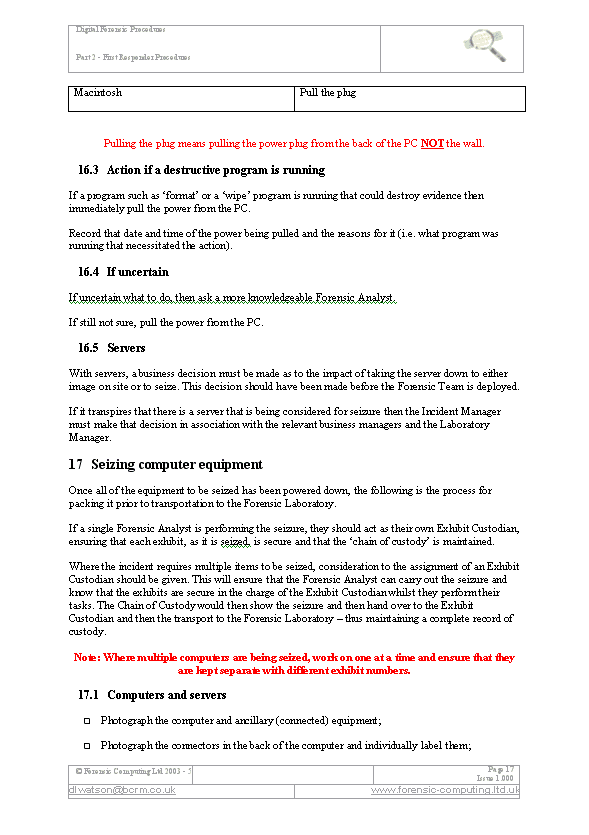 Digital Forensic Procedures
Part 2 - First Responder Procedures
Macintosh Pull the plug
Pulling the plug means pulling the power plug from the back of the PC NOT the wall.
16.3 Action if a destructive program is running
If a program such as ‘format’ or a ‘wipe’ program is running that could destroy evidence then
immediately pull the power from the PC.
Record that date and time of the power being pulled and the reasons for it (i.e. what program was
running that necessitated the action).
16.4 If uncertain
If uncertain what to do, then ask a more knowledgeable Forensic Analyst.
If still not sure, pull the power from the PC.
16.5 Servers
With servers, a business decision must be made as to the impact of taking the server down to either
image on site or to seize. This decision should have been made before the Forensic Team is deployed.
If it transpires that there is a server that is being considered for seizure then the Incident Manager
must make that decision in association with the relevant business managers and the Laboratory
Manager.
17 Seizing computer equipment
Once all of the equipment to be seized has been powered down, the following is the process for
packing it prior to transportation to the Forensic Laboratory.
If a single Forensic Analyst is performing the seizure, they should act as their own Exhibit Custodian,
ensuring that each exhibit, as it is seized, is secure and that the ‘chain of custody’ is maintained.
Where the incident requires multiple items to be seized, consideration to the assignment of an Exhibit
Custodian should be given. This will ensure that the Forensic Analyst can carry out the seizure and
know that the exhibits are secure in the charge of the Exhibit Custodian whilst they perform their
tasks. The Chain of Custody would then show the seizure and then hand over to the Exhibit
Custodian and then the transport to the Forensic Laboratory – thus maintaining a complete record of
custody.
Note: Where multiple computers are being seized, work on one at a time and ensure that they
are kept separate with different exhibit numbers.
17.1 Computers and servers
□ Photograph the computer and ancillary (connected) equipment;
□ Photograph the connectors in the back of the computer and individually label them;
© Forensic Computing Ltd 2003 - 5 Page 17
Issue 1.000
dlwatson@bcrm.co.uk www.forensic-computing.ltd.uk